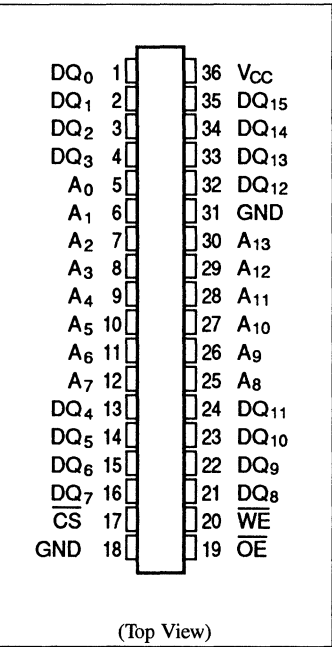 DQ0 1 36 VCC
DQ1 2 35 DQ15
DQ2 3 34 DQ14
DQ3 4 33 DQ13
A0 5 32 DQ12
A1 6 31 GND
A2 7 30 A13
A3 8 29 A12
A4 9 28 A11
A5 10 27 A10
A6 11 26 A9
A7 12 25 A8
DQ4 13 24 DQ11
DQ5 14 23 DQ10
DQ6 15 22 DQ9
DQ7 16 21 DQ8
C̅S̅ 17 20 W̅E̅
GND 18 19 O̅E̅
(Top View)